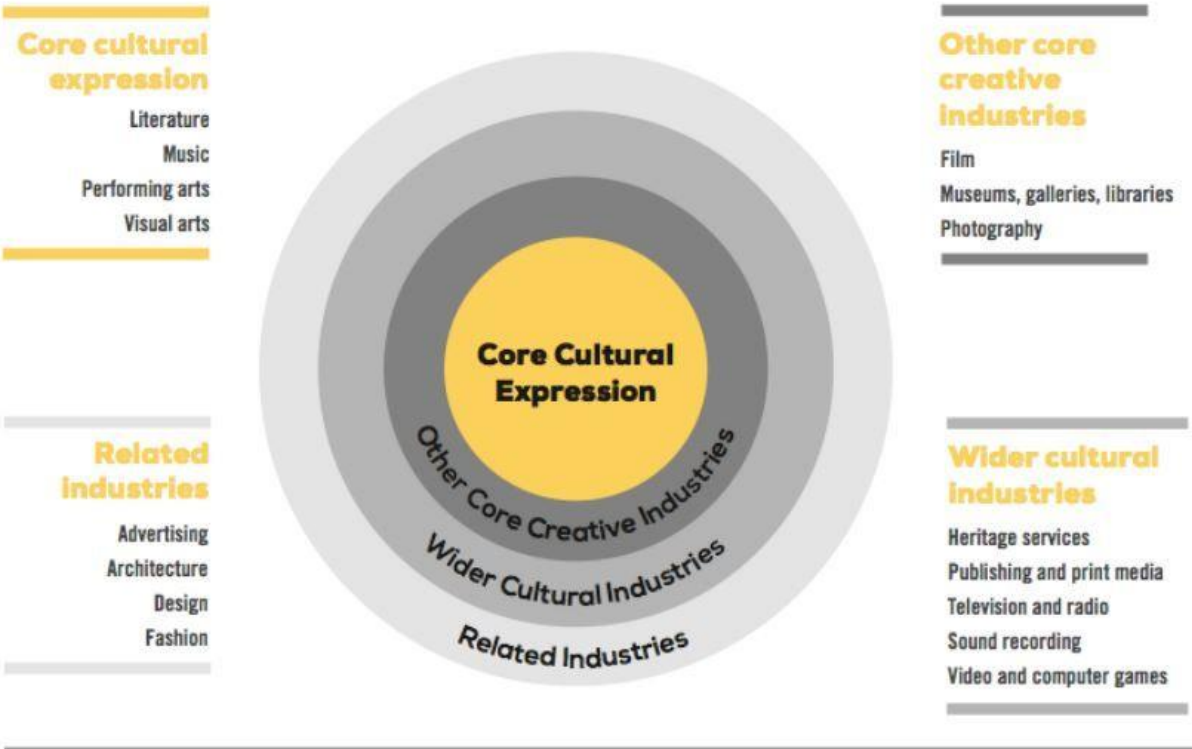 Core cultural
expression
Literature
Music
Performing arts
Visual arts
Other core
creative
industries
Film
Museums, galleries, libraries
Photography
Core Cultural
Expression
Other Core Creative Industries
Wider Cultural Industries
Related Industries
Related
industries
Advertising
Architecture
Design
Fashion
Wider cultural
industries
Heritage services
Publishing and print media
Television and radio
Sound recording
Video and computer games